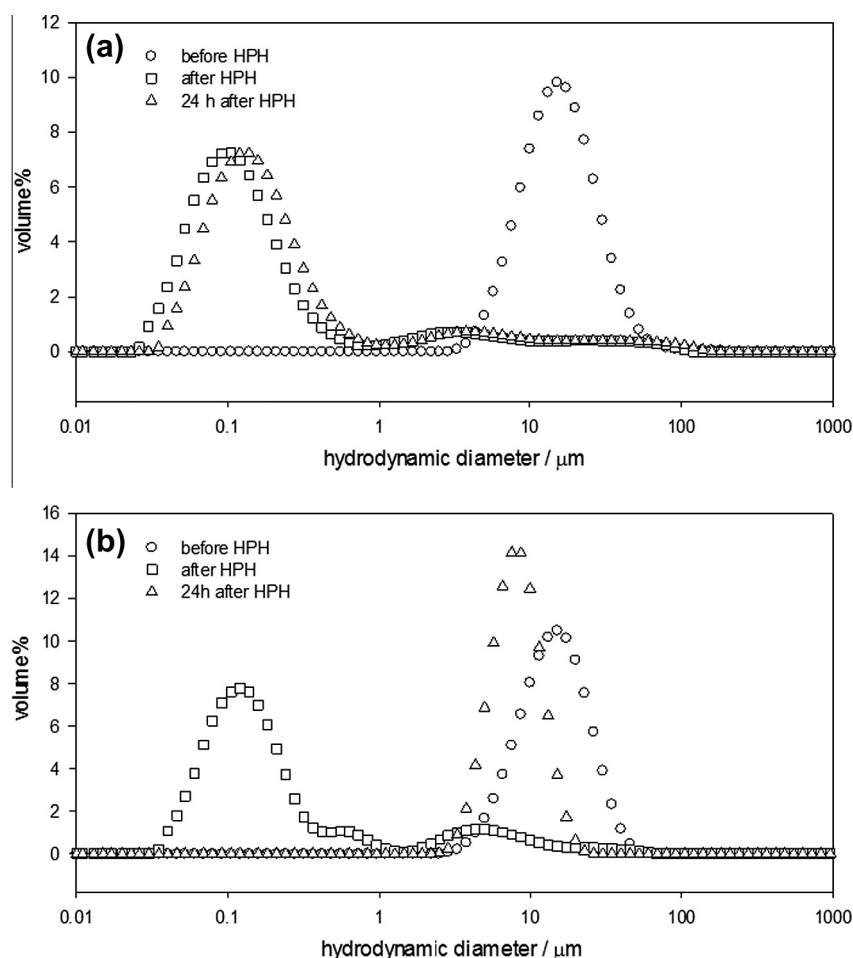 (a)
before HPH
after HPH
24 h after HPH
volume%
12
10
8
6
4
2
0
0.01 0.1 1 10 100 1000
hydrodynamic diameter / μm
(b)
before HPH
after HPH
24h after HPH
volume%
16
14
12
10
8
6
4
2
0
0.01 0.1 1 10 100 1000
hydrodynamic diameter / μm